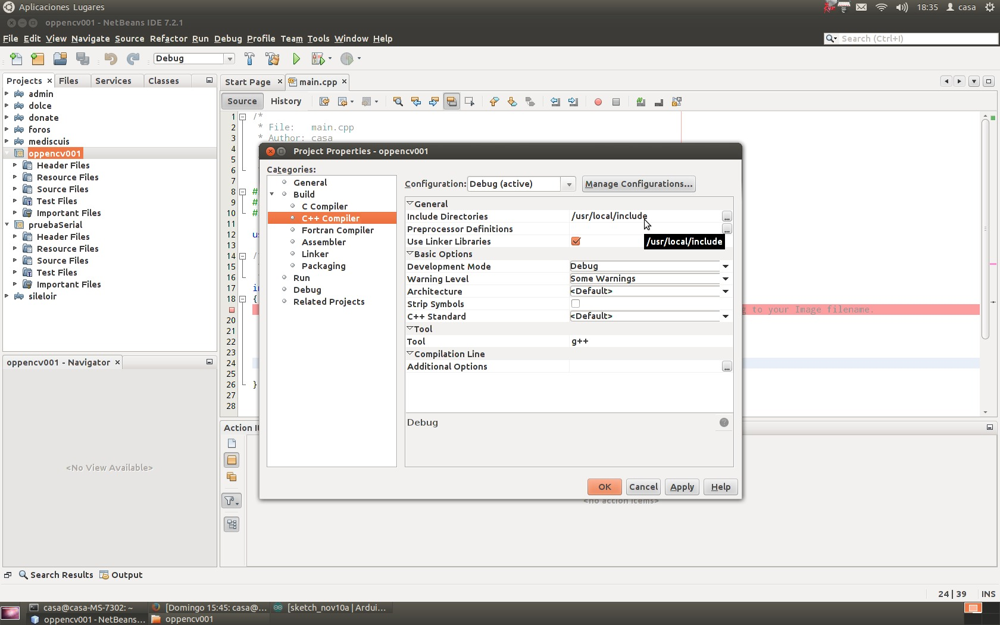 Aplicaciones Lugares
18:35 casa
oppencv001 - NetBeans IDE 7.2.1
File Edit View Navigate Source Refactor Run Debug Profile Team Tools Window Help
Search (Ctrl+I)
Debug
Projects Files Services Classes
admin
dolce
donate
foros
mediscuis
oppencv001
Header Files
Resource Files
Source Files
Test Files
Important Files
pruebaSerial
Header Files
Resource Files
Source Files
Test Files
Important Files
sileloir
oppencv001 - Navigator
<No View Available>
Start Page main.cpp
Source History
1 /*
2 * File: main.cpp
3 * Author: casa
4
5
6
7
8 #
9 #
10 #
11
12
13
14
15
16
17
18 {
to your Image filename.
20
21
22
23
24
25
26 }
27
28
Project Properties - oppencv001
Categories:
General
Build
C Compiler
C++ Compiler
Fortran Compiler
Assembler
Linker
Packaging
Run
Debug
Related Projects
Configuration: Debug (active) Manage Configurations...
General
Include Directories /usr/local/include ...
Preprocessor Definitions ...
Use Linker Libraries
/usr/local/include
Basic Options
Development Mode Debug
Warning Level Some Warnings
Architecture <Default>
Strip Symbols
C++ Standard <Default>
Tool
Tool g++
Compilation Line
Additional Options ...
Debug
?
OK Cancel Apply Help
<no action items>
Search Results Output
24 | 39 INS
casa@casa-MS-7302: ~ [Domingo 15:45: casa@... [sketch_nov10a | Ardui...
oppencv001 - NetBeans... oppencv001